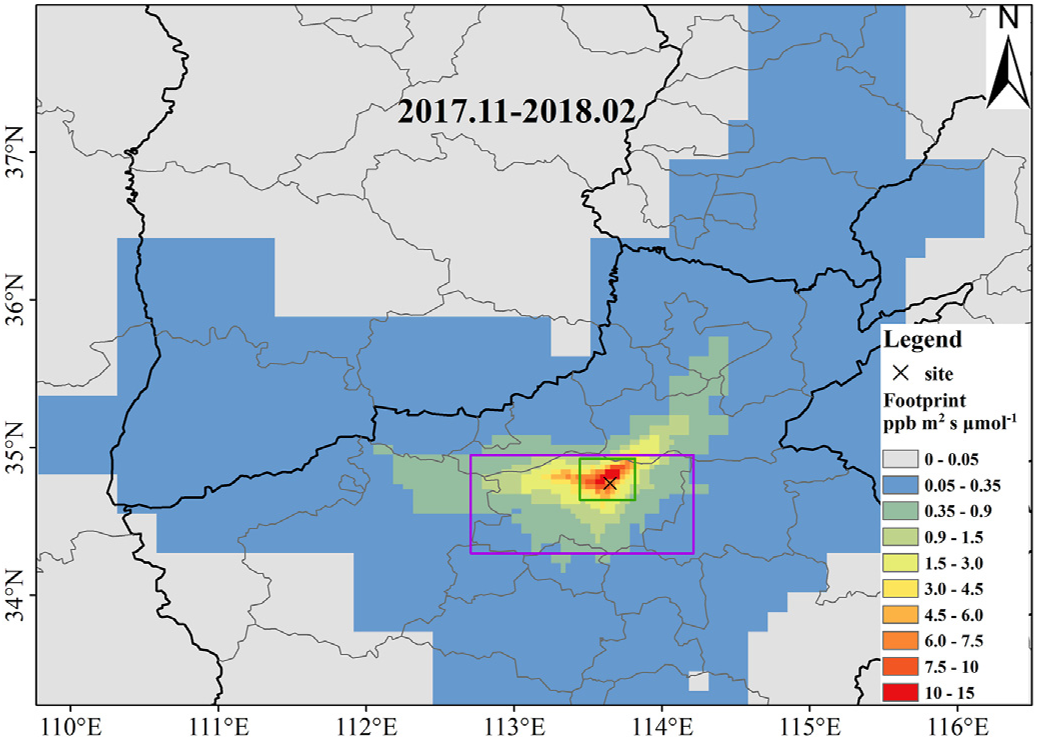 N
2017.11-2018.02
37°N
36°N
35°N
34°N
Legend
site
Footprint
ppb m² s μmol⁻¹
0 - 0.05
0.05 - 0.35
0.35 - 0.9
0.9 - 1.5
1.5 - 3.0
3.0 - 4.5
4.5 - 6.0
6.0 - 7.5
7.5 - 10
10 - 15
110°E 111°E 112°E 113°E 114°E 115°E 116°E